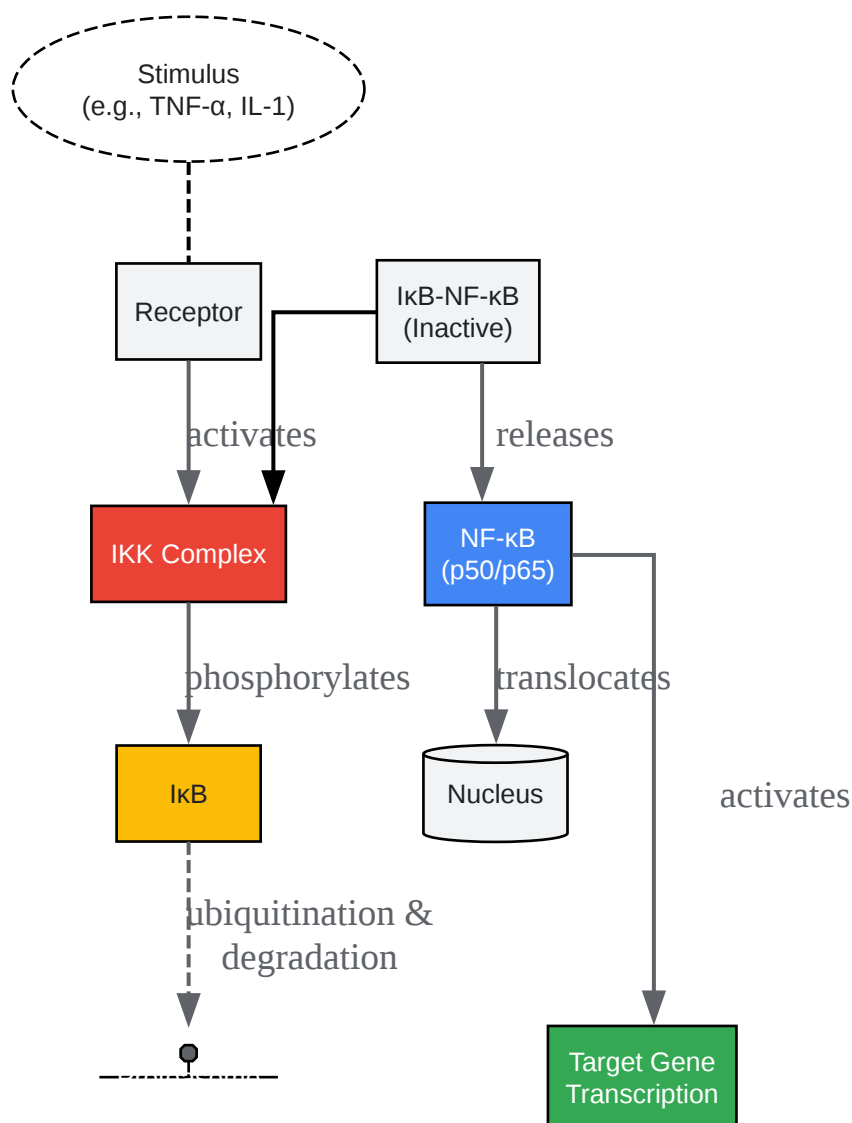 Stimulus
(e.g., TNF-α, IL-1)
Receptor
IκB-NF-κB
(Inactive)
activates
releases
IKK Complex
NF-κB
(p50/p65)
phosphorylates
translocates
IκB
Nucleus
activates
ubiquitination &
degradation
Target Gene
Transcription